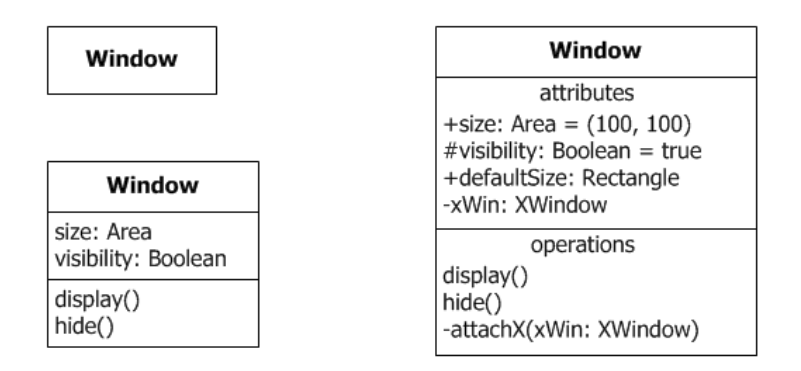 Window
Window
size: Area
visibility: Boolean
display()
hide()
Window
attributes
+size: Area = (100, 100)
#visibility: Boolean = true
+defaultSize: Rectangle
-xWin: XWindow
operations
display()
hide()
-attachX(xWin: XWindow)